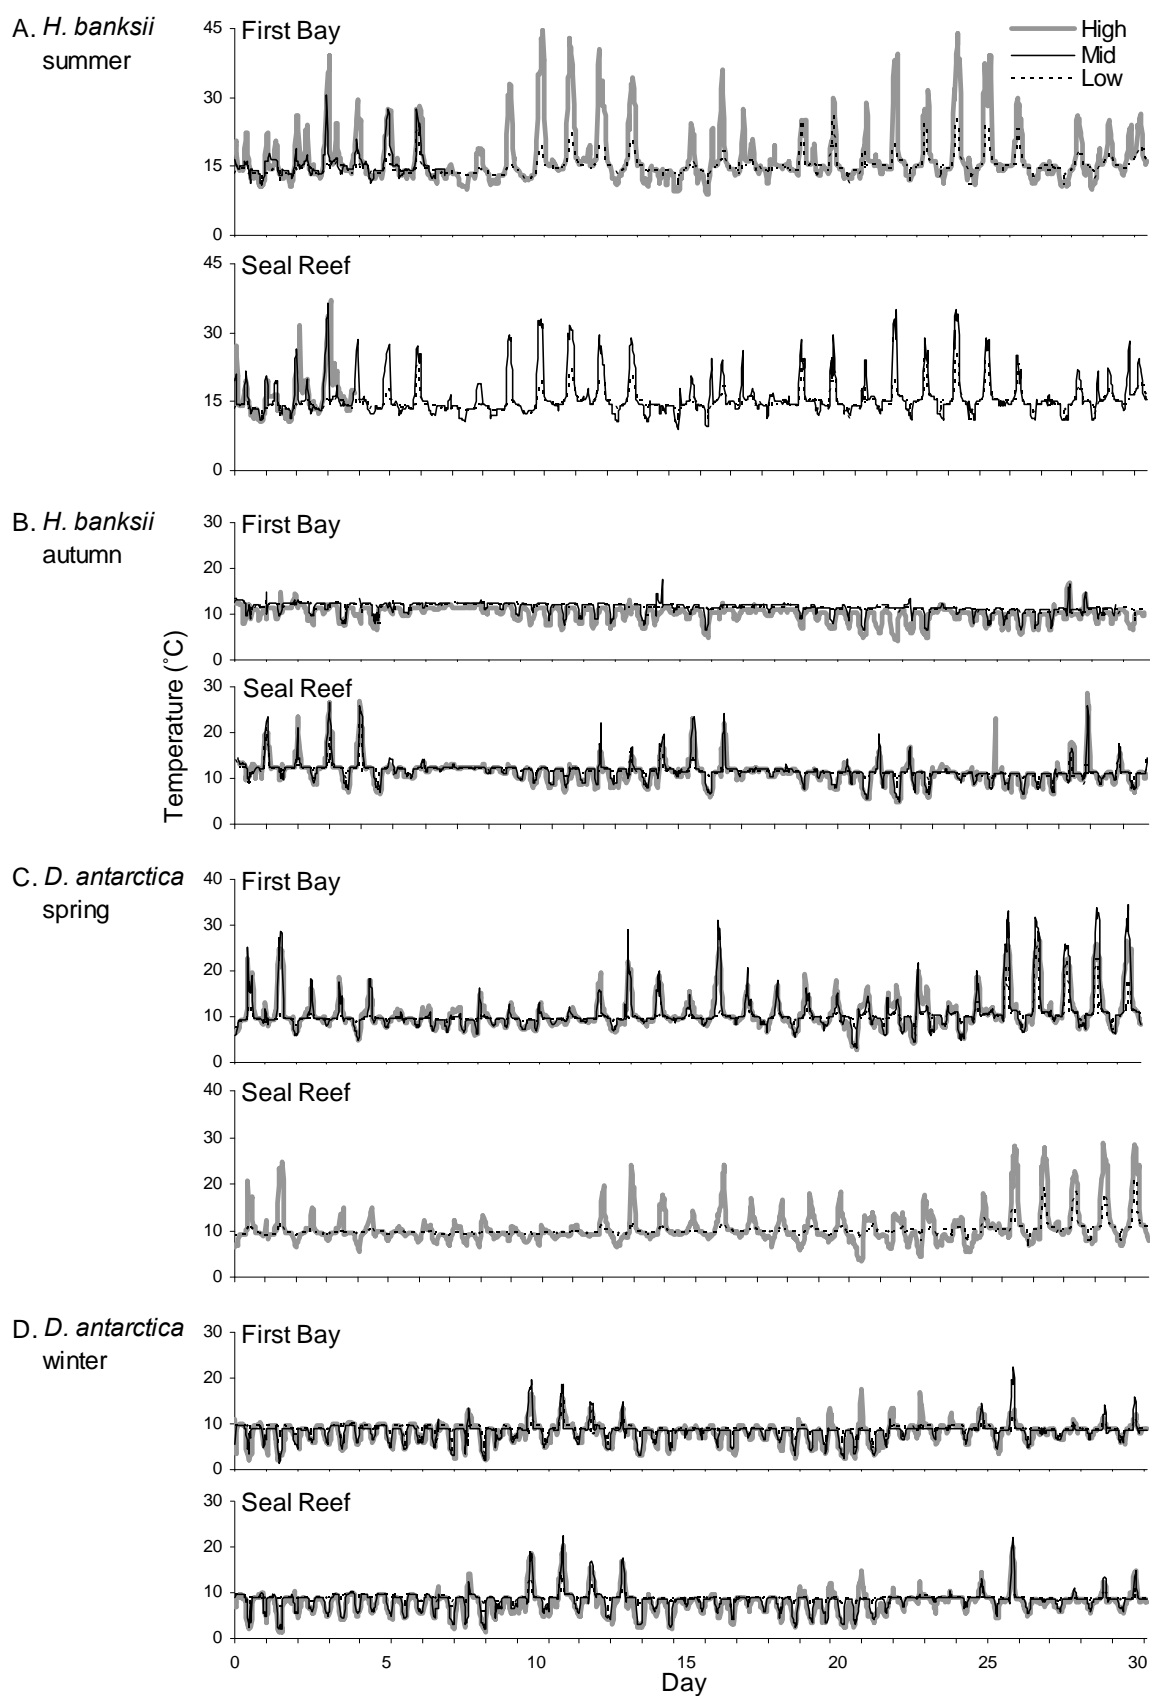 A. H. banksii
summer
First Bay
High
Mid
Low
45
30
15
0
Seal Reef
45
30
15
0
B. H. banksii
autumn
First Bay
30
20
10
0
Temperature (˚C)
Seal Reef
30
20
10
0
C. D. antarctica
spring
First Bay
40
30
20
10
0
Seal Reef
40
30
20
10
0
D. D. antarctica
winter
First Bay
30
20
10
0
Seal Reef
30
20
10
0
0 5 10 15 20 25 30
Day